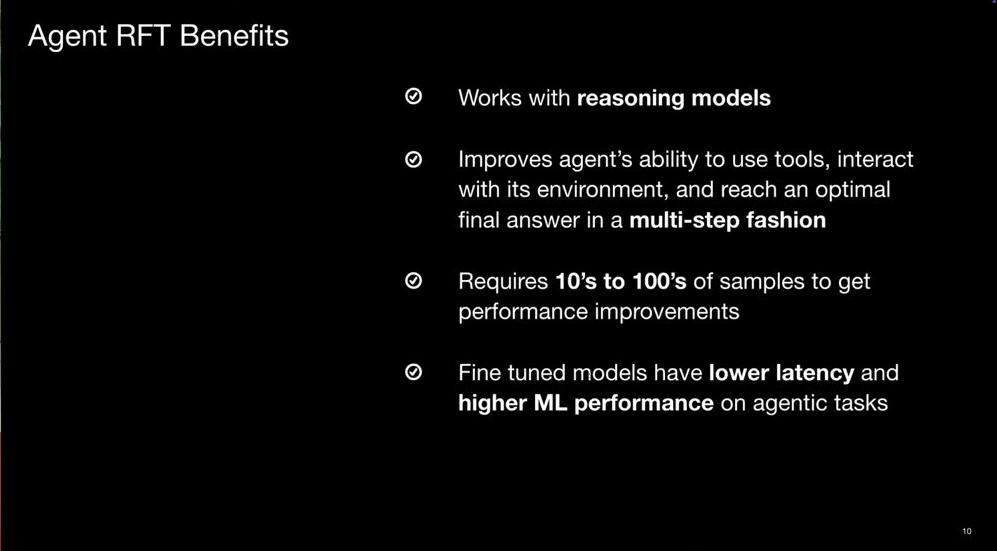 Agent RFT Benefits
Works with reasoning models
Improves agent’s ability to use tools, interact
with its environment, and reach an optimal
final answer in a multi-step fashion
Requires 10’s to 100’s of samples to get
performance improvements
Fine tuned models have lower latency and
higher ML performance on agentic tasks
10